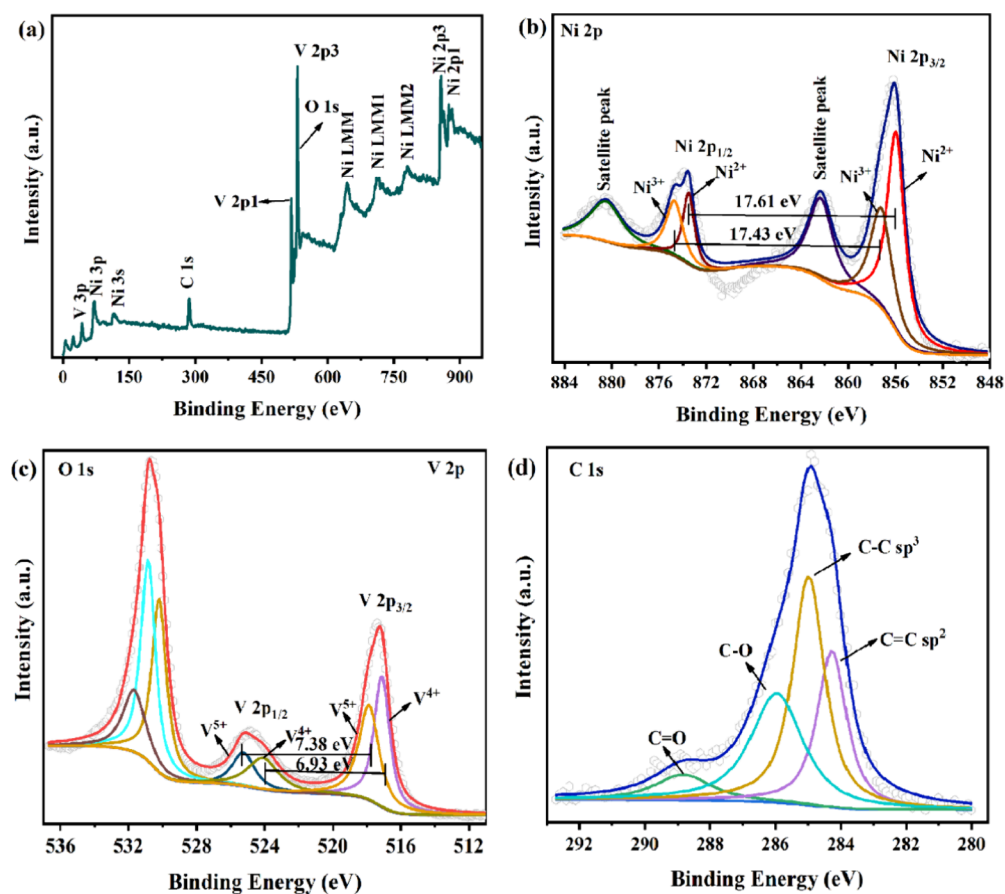 (a)
V 2p3
O 1s
V 2p1
V 3p
Ni 3p
Ni 3s
C 1s
Ni LMM
Ni LMM1
Ni LMM2
Ni 2p3
Ni 2p1
Intensity (a.u.)
0 150 300 450 600 750 900
Binding Energy (eV)
(b)
Ni 2p
Satellite peak
Ni 2p1/2
Ni3+
Ni2+
Satellite peak
Ni 2p3/2
Ni3+
Ni2+
17.61 eV
17.43 eV
Intensity (a.u.)
884 880 876 872 868 864 860 856 852 848
Binding Energy (eV)
(c)
O 1s
V 2p
V 2p3/2
V 2p1/2
V5+
V4+
V5+
V4+
7.38 eV
6.93 eV
Intensity (a.u.)
536 532 528 524 520 516 512
Binding Energy (eV)
(d)
C 1s
C-C sp3
C=C sp2
C-O
C=O
Intensity (a.u.)
292 290 288 286 284 282 280
Binding Energy (eV)